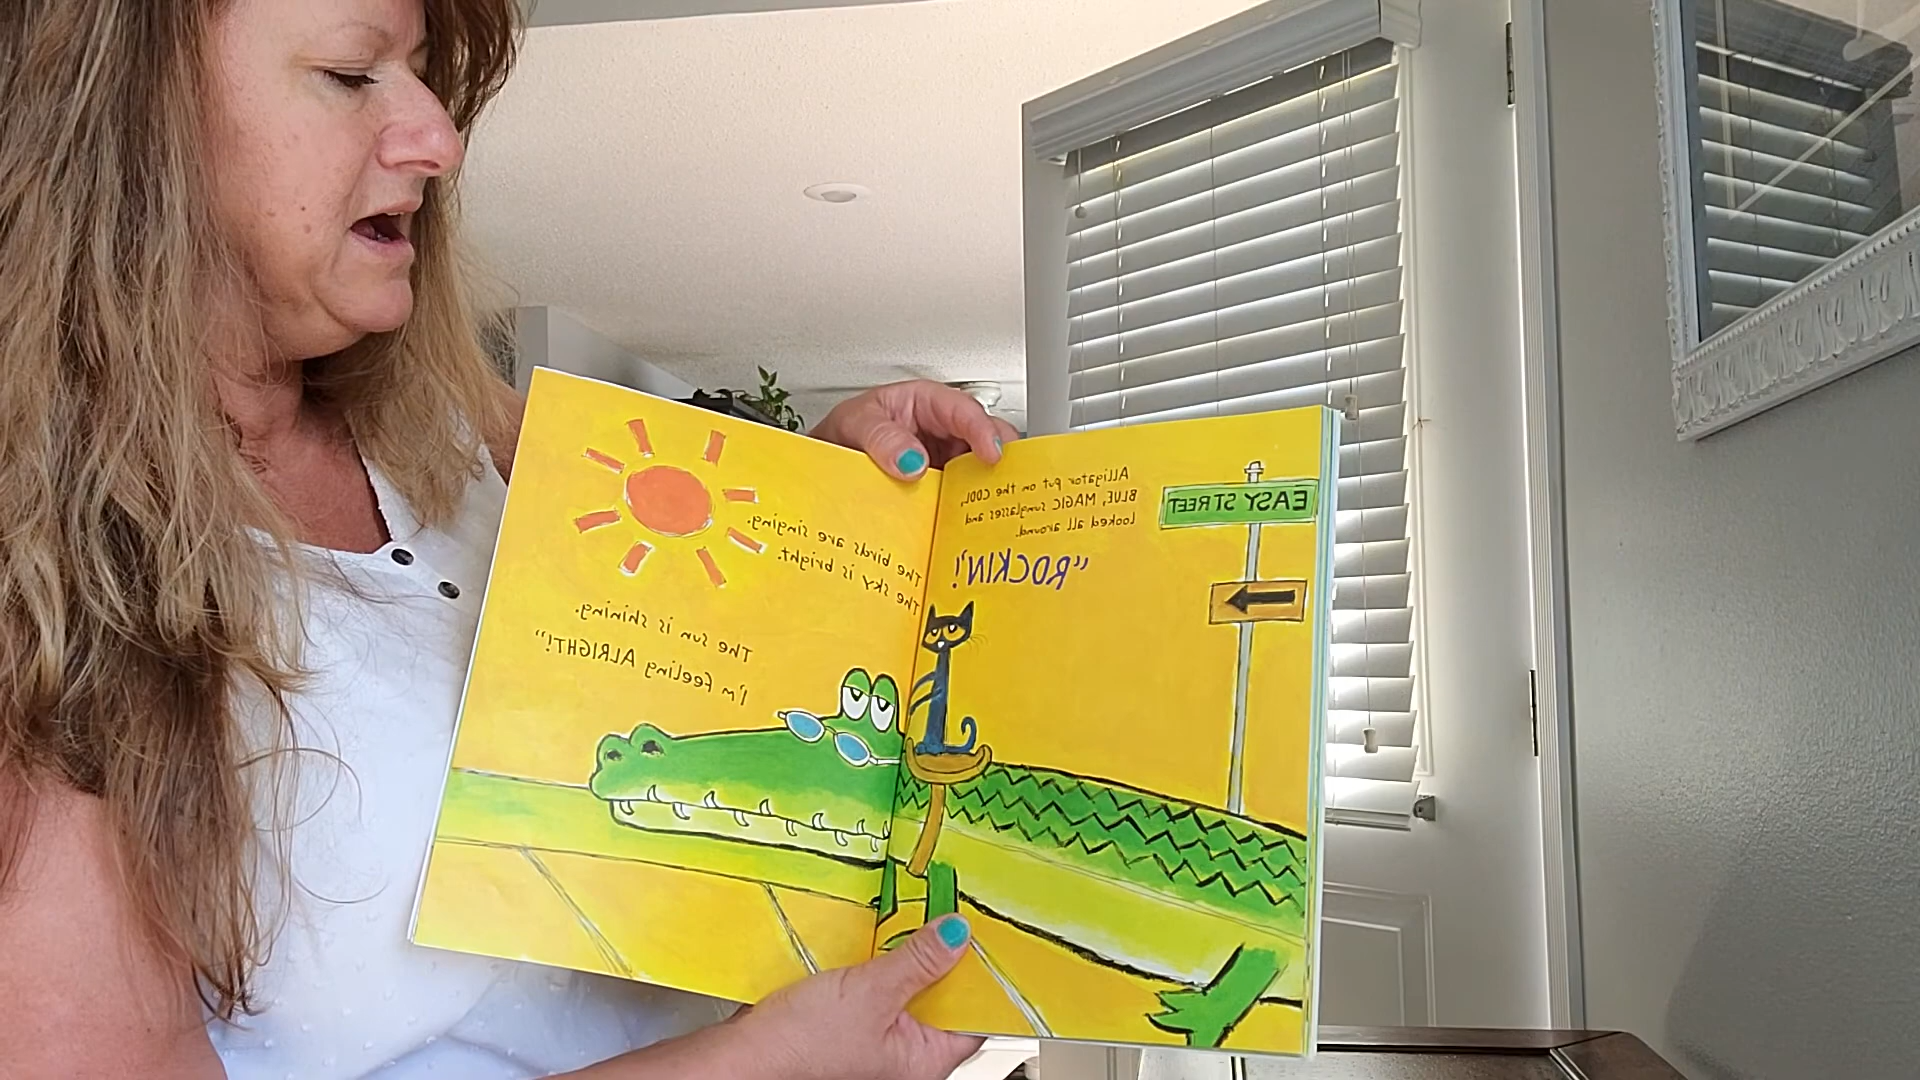 Alligator put on the COOL,
BLUE, MAGIC sunglasses and
looked all around.
"ROCKIN'!
EASY STREET
The birds are singing.
The sky is bright.
The sun is shining.
I'm feeling ALRIGHT!"